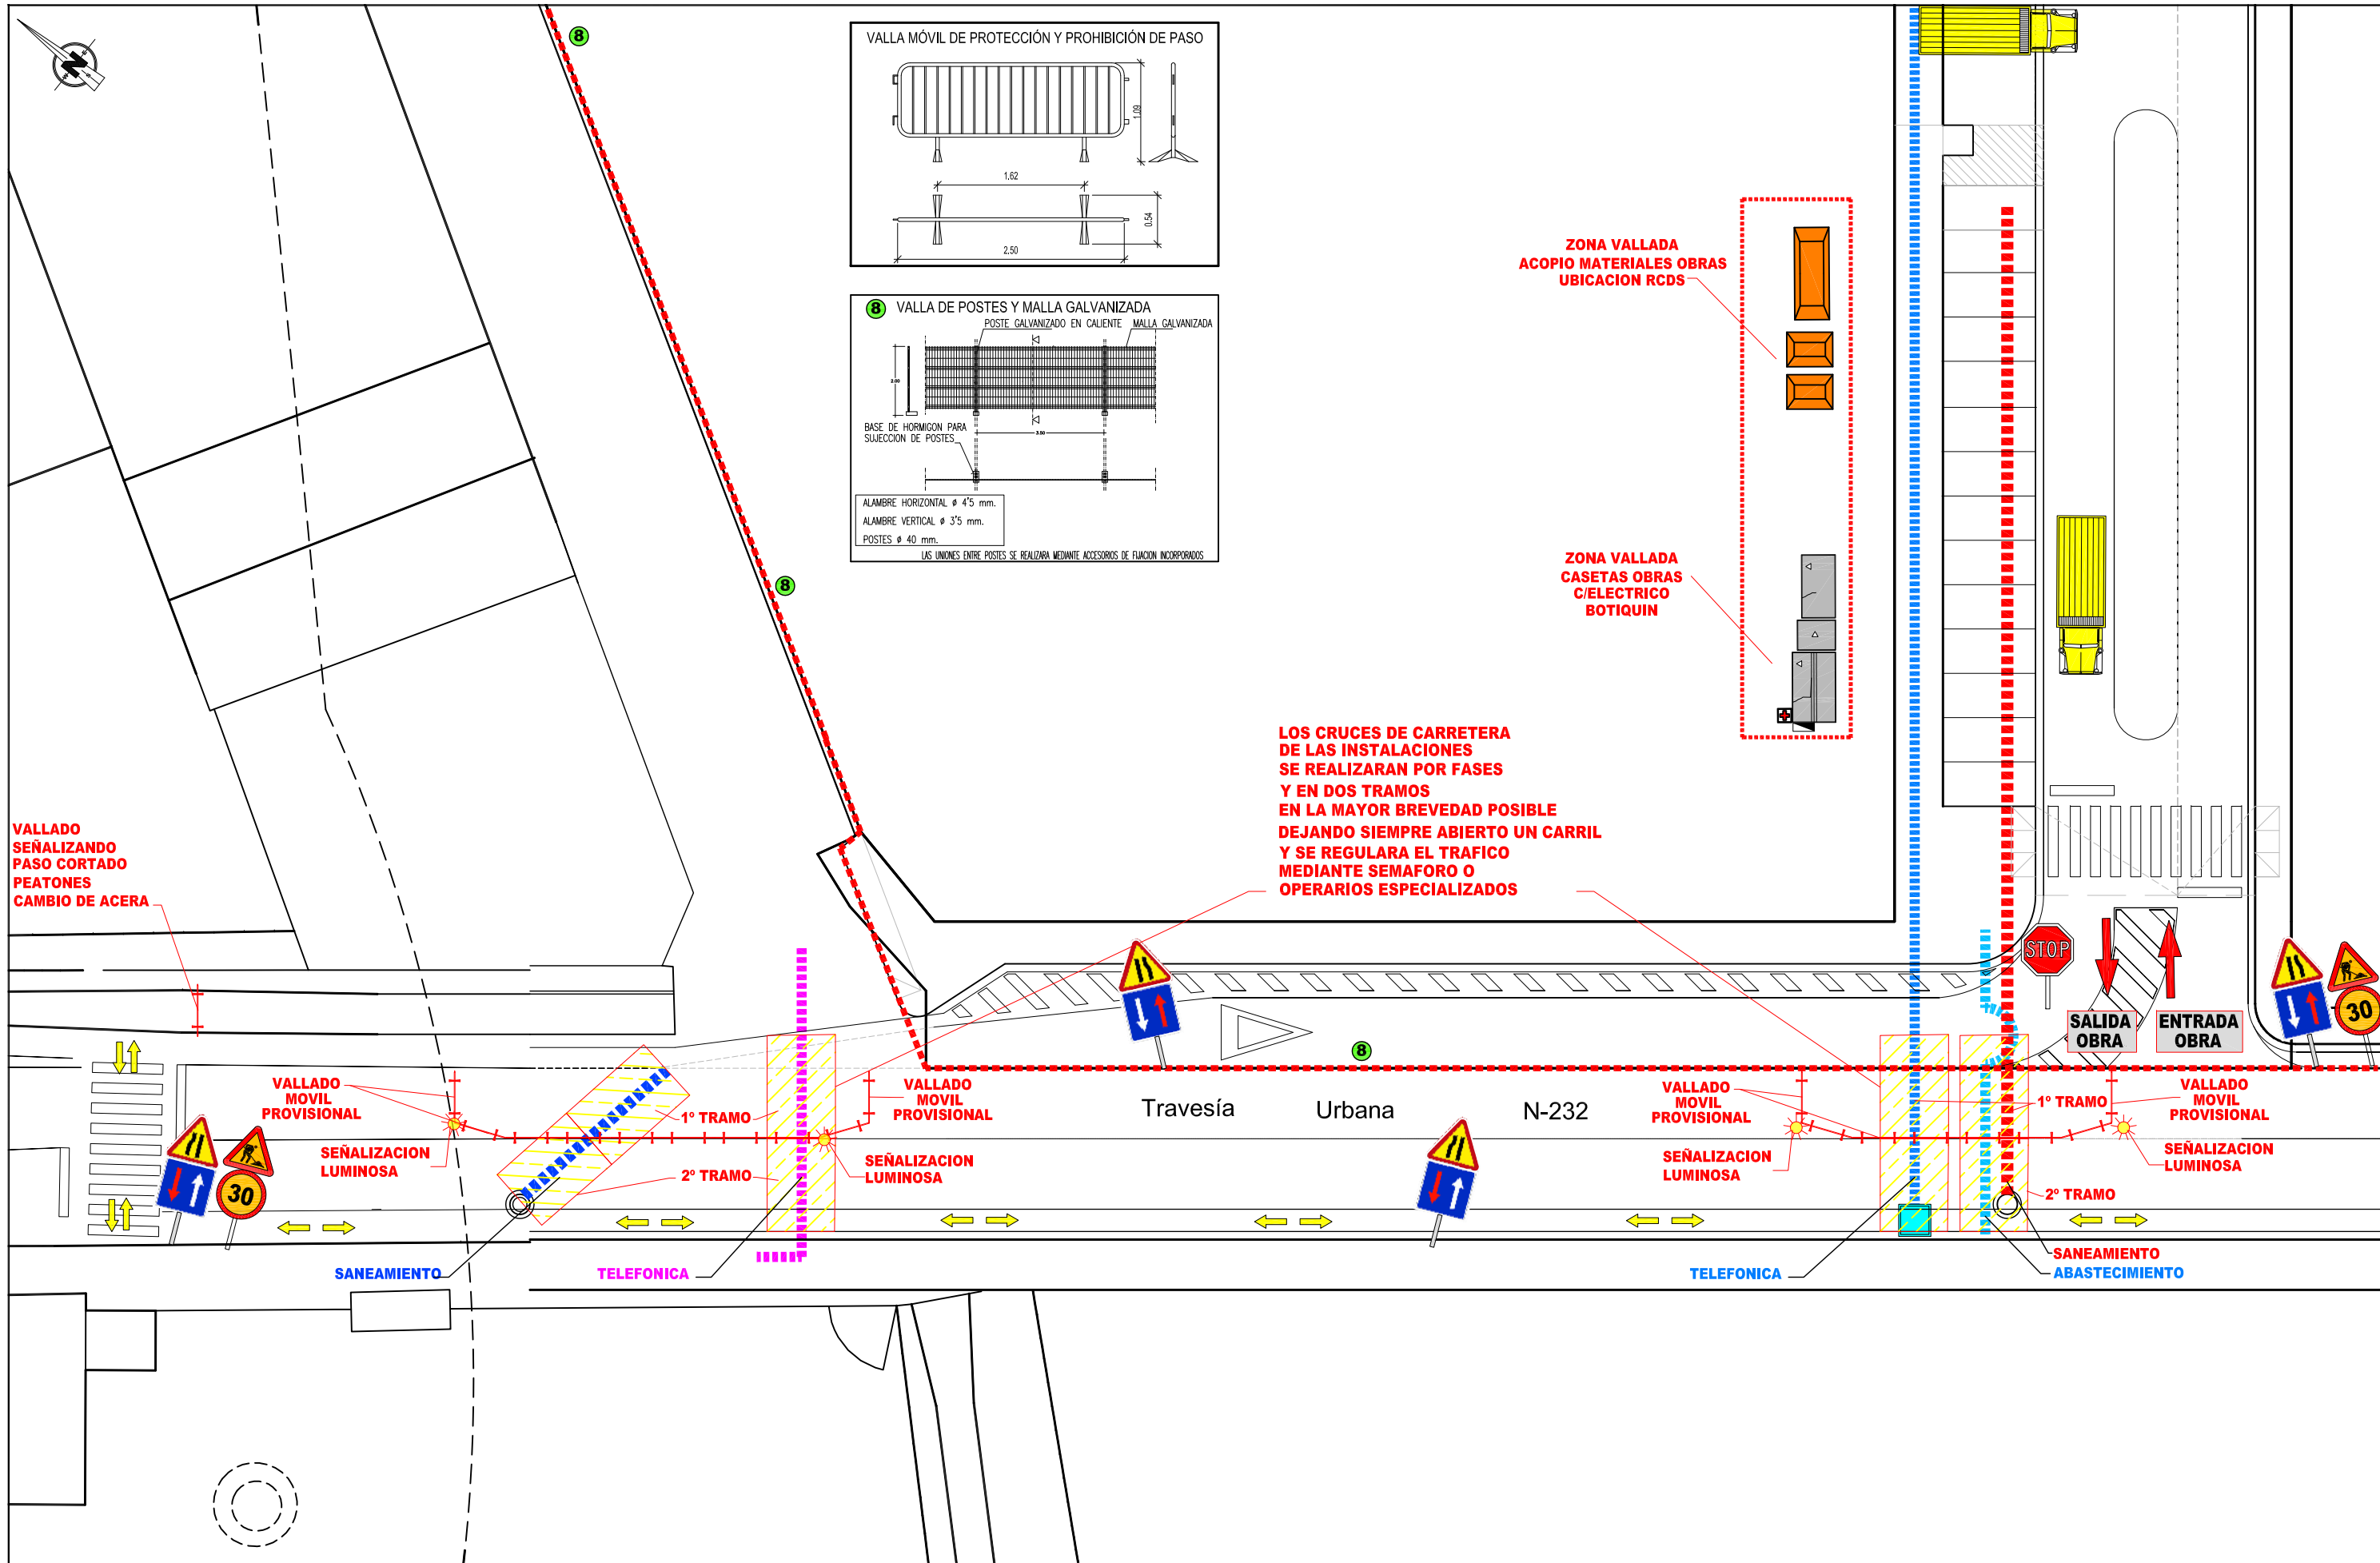 N
8
VALLA MÓVIL DE PROTECCIÓN Y PROHIBICIÓN DE PASO
1,09
1,62
0,54
2.50
8 VALLA DE POSTES Y MALLA GALVANIZADA
POSTE GALVANIZADO EN CALIENTE MALLA GALVANIZADA
2.00
BASE DE HORMIGON PARA
SUJECCION DE POSTES
3.50
ALAMBRE HORIZONTAL ø 4'5 mm.
ALAMBRE VERTICAL ø 3'5 mm.
POSTES ø 40 mm.
LAS UNIONES ENTRE POSTES SE REALIZARA MEDIANTE ACCESORIOS DE FIJACION INCORPORADOS
8
ZONA VALLADA
ACOPIO MATERIALES OBRAS
UBICACION RCDS
ZONA VALLADA
CASETAS OBRAS
C/ELECTRICO
BOTIQUIN
LOS CRUCES DE CARRETERA
DE LAS INSTALACIONES
SE REALIZARAN POR FASES
Y EN DOS TRAMOS
EN LA MAYOR BREVEDAD POSIBLE
DEJANDO SIEMPRE ABIERTO UN CARRIL
Y SE REGULARA EL TRAFICO
MEDIANTE SEMAFORO O
OPERARIOS ESPECIALIZADOS
VALLADO
SEÑALIZANDO
PASO CORTADO
PEATONES
CAMBIO DE ACERA
STOP
SALIDA
OBRA
ENTRADA
OBRA
30
8
VALLADO
MOVIL
PROVISIONAL
1º TRAMO
VALLADO
MOVIL
PROVISIONAL
Travesía Urbana N-232
VALLADO
MOVIL
PROVISIONAL
1º TRAMO
VALLADO
MOVIL
PROVISIONAL
SEÑALIZACION
LUMINOSA
2º TRAMO
SEÑALIZACION
LUMINOSA
SEÑALIZACION
LUMINOSA
2º TRAMO
SEÑALIZACION
LUMINOSA
30
SANEAMIENTO
TELEFONICA
TELEFONICA
SANEAMIENTO
ABASTECIMIENTO